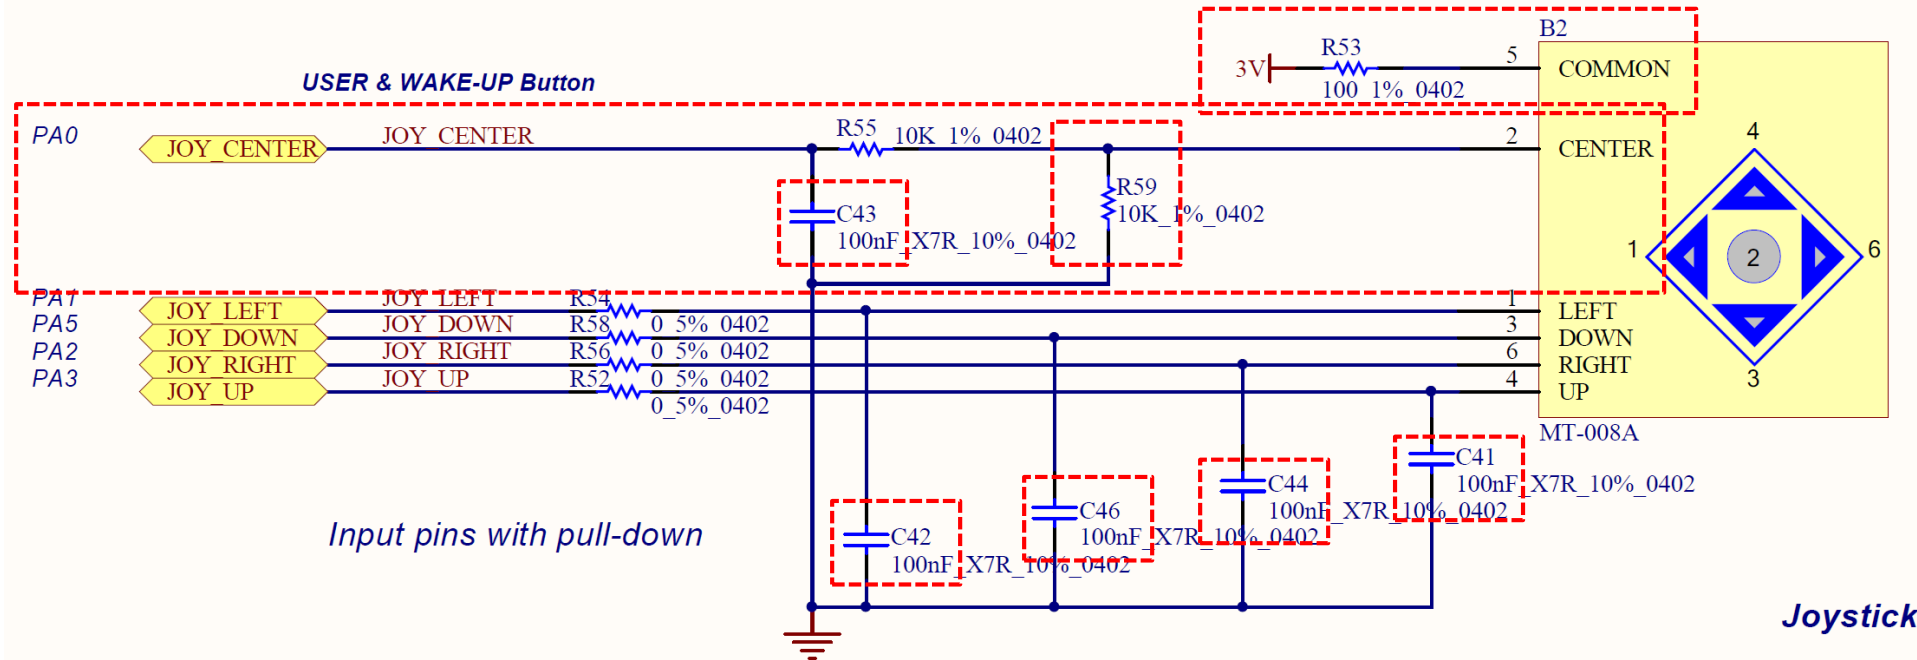 B2
R53
5
3V
COMMON
100_1%_0402
USER & WAKE-UP Button
PA0
JOY_CENTER
JOY_CENTER
R55
10K_1%_0402
2
CENTER
4
R59
10K_1%_0402
C43
100nF_X7R_10%_0402
1
2
6
PA1
JOY_LEFT
JOY_LEFT
R54
0_5%_0402
1
LEFT
PA5
JOY_DOWN
JOY_DOWN
R58
0_5%_0402
3
DOWN
PA2
JOY_RIGHT
JOY_RIGHT
R56
0_5%_0402
6
RIGHT
PA3
JOY_UP
JOY_UP
R52
0_5%_0402
4
UP
3
MT-008A
C41
100nF_X7R_10%_0402
C44
100nF_X7R_10%_0402
C46
100nF_X7R_10%_0402
C42
100nF_X7R_10%_0402
Input pins with pull-down
Joystick